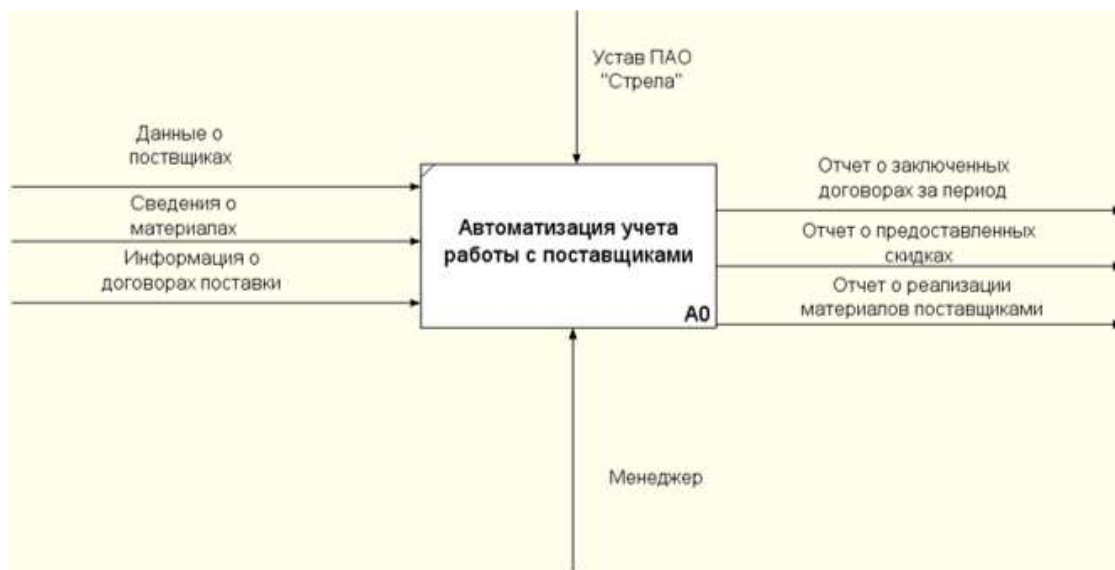 Устав ПАО
"Стрела"
Данные о
поствщиках
Сведения о
материалах
Информация о
договорах поставки
Автоматизация учета
работы с поставщиками
A0
Отчет о заключенных
договорах за период
Отчет о предоставленных
скидках
Отчет о реализации
материалов поставщиками
Менеджер